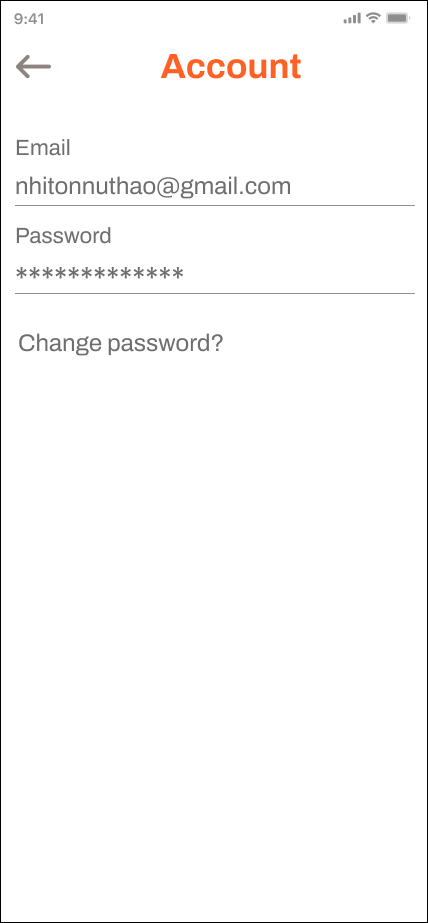 9:41
Account
Email
nhitonnuthao@gmail.com
Password
*************
Change password?